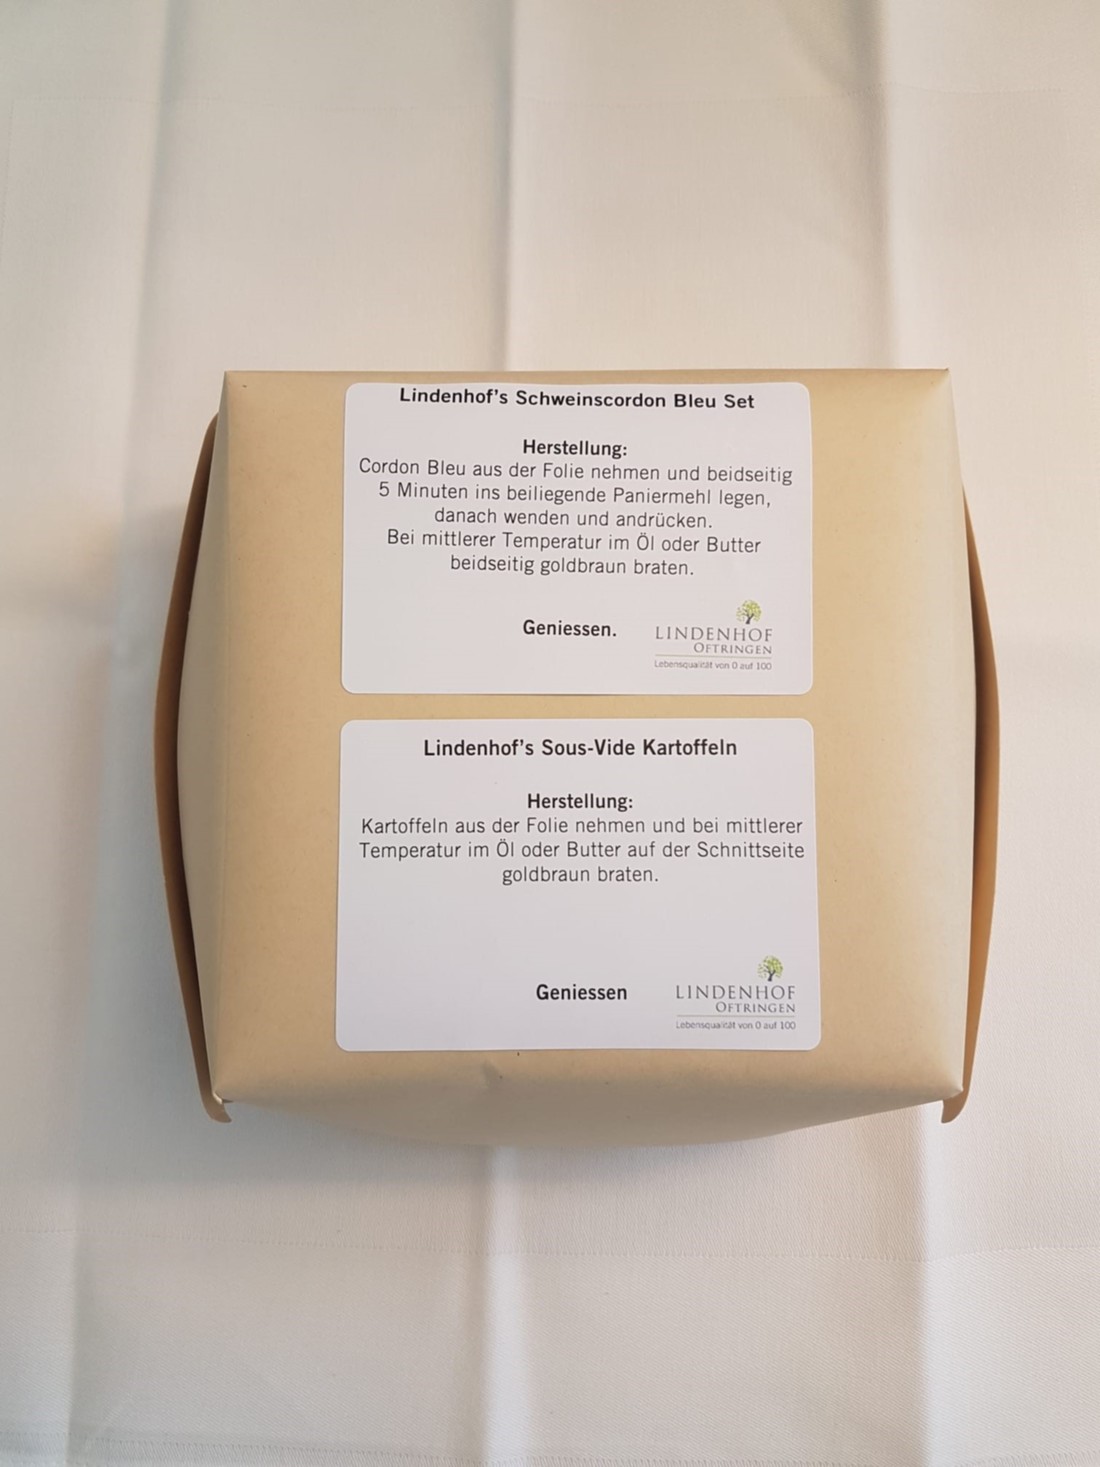 Lindenhof's Schweinscordon Bleu Set
Herstellung:
Cordon Bleu aus der Folie nehmen und beidseitig
5 Minuten ins beiliegende Paniermehl legen,
danach wenden und andrücken.
Bei mittlerer Temperatur im Öl oder Butter
beidseitig goldbraun braten.
Geniessen.
LINDENHOF
OFTRINGEN
Lebensqualität von 0 auf 100
Lindenhof's Sous-Vide Kartoffeln
Herstellung:
Kartoffeln aus der Folie nehmen und bei mittlerer
Temperatur im Öl oder Butter auf der Schnittseite
goldbraun braten.
Geniessen
LINDENHOF
OFTRINGEN
Lebensqualität von 0 auf 100